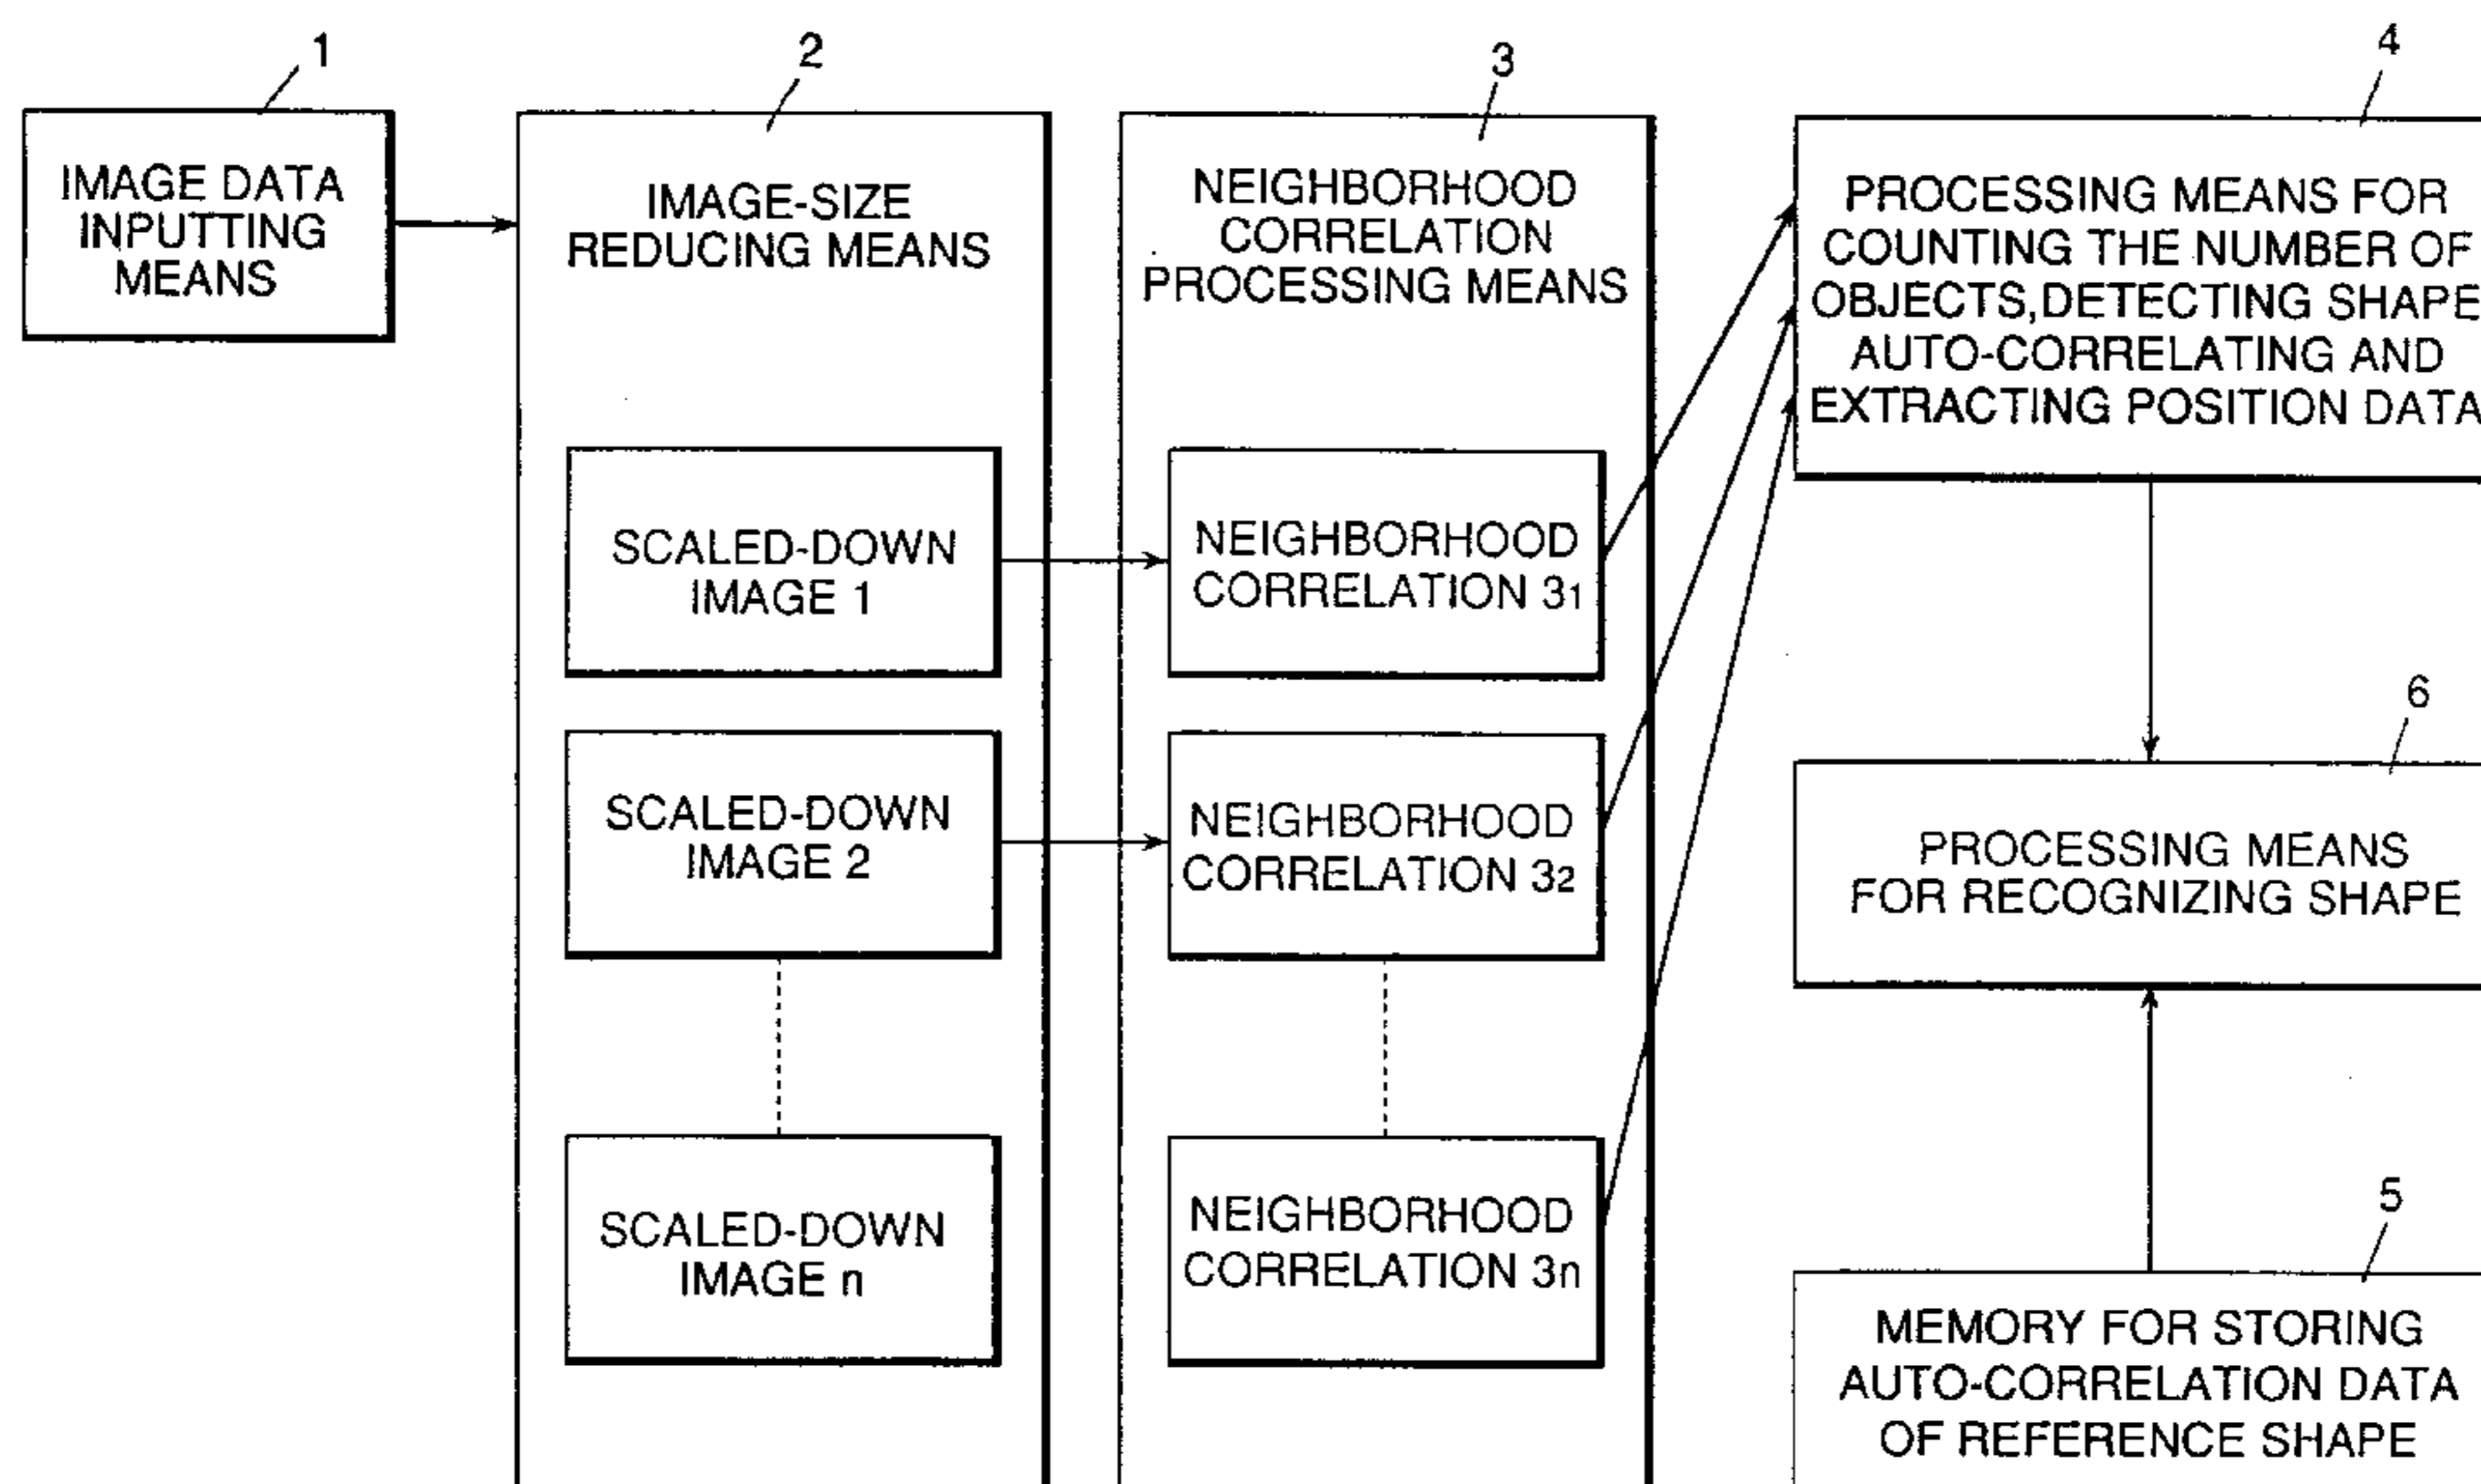 1
2
3
4
IMAGE DATA
INPUTTING
MEANS
IMAGE-SIZE
REDUCING MEANS
NEIGHBORHOOD
CORRELATION
PROCESSING MEANS
PROCESSING MEANS FOR
COUNTING THE NUMBER OF
OBJECTS,DETECTING SHAPE
AUTO-CORRELATING AND
EXTRACTING POSITION DATA
SCALED-DOWN
IMAGE 1
NEIGHBORHOOD
CORRELATION 3₁
SCALED-DOWN
IMAGE 2
NEIGHBORHOOD
CORRELATION 3₂
6
PROCESSING MEANS
FOR RECOGNIZING SHAPE
SCALED-DOWN
IMAGE n
NEIGHBORHOOD
CORRELATION 3n
5
MEMORY FOR STORING
AUTO-CORRELATION DATA
OF REFERENCE SHAPE